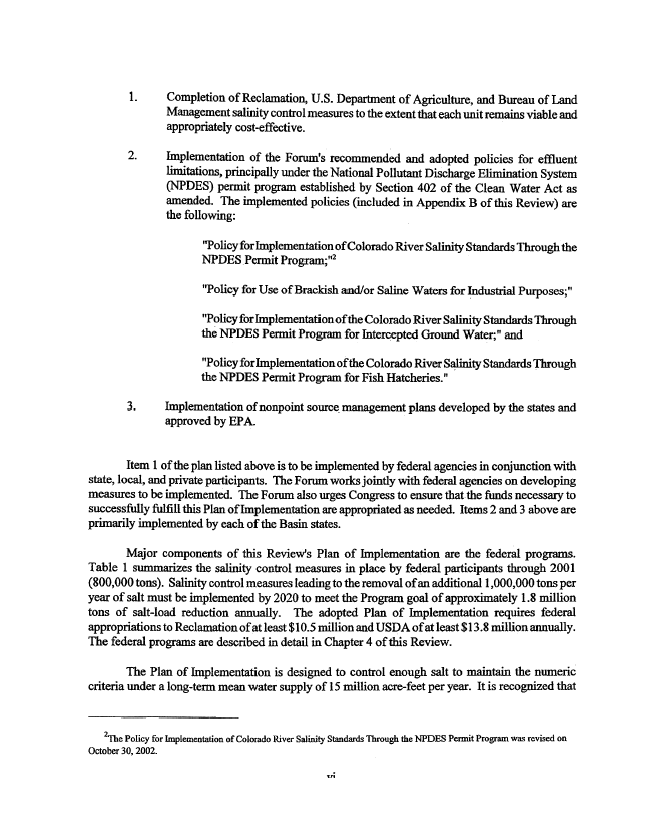 1. Completion of Reclamation, U.S. Department of Agriculture, and Bureau of Land
Management salinity control measures to the extent that each unit remains viable and
appropriately cost-effective.
2. Implementation of the Forum's recommended and adopted policies for effluent
limitations, principally under the National Pollutant Discharge Elimination System
(NPDES) permit program established by Section 402 of the Clean Water Act as
amended. The implemented policies (included in Appendix B of this Review) are
the following:
"Policy for Implementation of Colorado River Salinity Standards Through the
NPDES Permit Program;"2
"Policy for Use of Brackish and/or Saline Waters for Industrial Purposes;"
"Policy for Implementation of the Colorado River Salinity Standards Through
the NPDES Permit Program for Intercepted Ground Water;" and
"Policy for Implementation of the Colorado River Salinity Standards Through
the NPDES Permit Program for Fish Hatcheries."
3. Implementation of nonpoint source management plans developed by the states and
approved by EPA.
Item 1 of the plan listed above is to be implemented by federal agencies in conjunction with
state, local, and private participants. The Forum works jointly with federal agencies on developing
measures to be implemented. The Forum also urges Congress to ensure that the funds necessary to
successfully fulfill this Plan of Implementation are appropriated as needed. Items 2 and 3 above are
primarily implemented by each of the Basin states.
Major components of this Review's Plan of Implementation are the federal programs.
Table 1 summarizes the salinity control measures in place by federal participants through 2001
(800,000 tons). Salinity control measures leading to the removal of an additional 1,000,000 tons per
year of salt must be implemented by 2020 to meet the Program goal of approximately 1.8 million
tons of salt-load reduction annually. The adopted Plan of Implementation requires federal
appropriations to Reclamation of at least $10.5 million and USDA of at least $13.8 million annually.
The federal programs are described in detail in Chapter 4 of this Review.
The Plan of Implementation is designed to control enough salt to maintain the numeric
criteria under a long-term mean water supply of 15 million acre-feet per year. It is recognized that
2The Policy for Implementation of Colorado River Salinity Standards Through the NPDES Permit Program was revised on
October 30, 2002.
vi